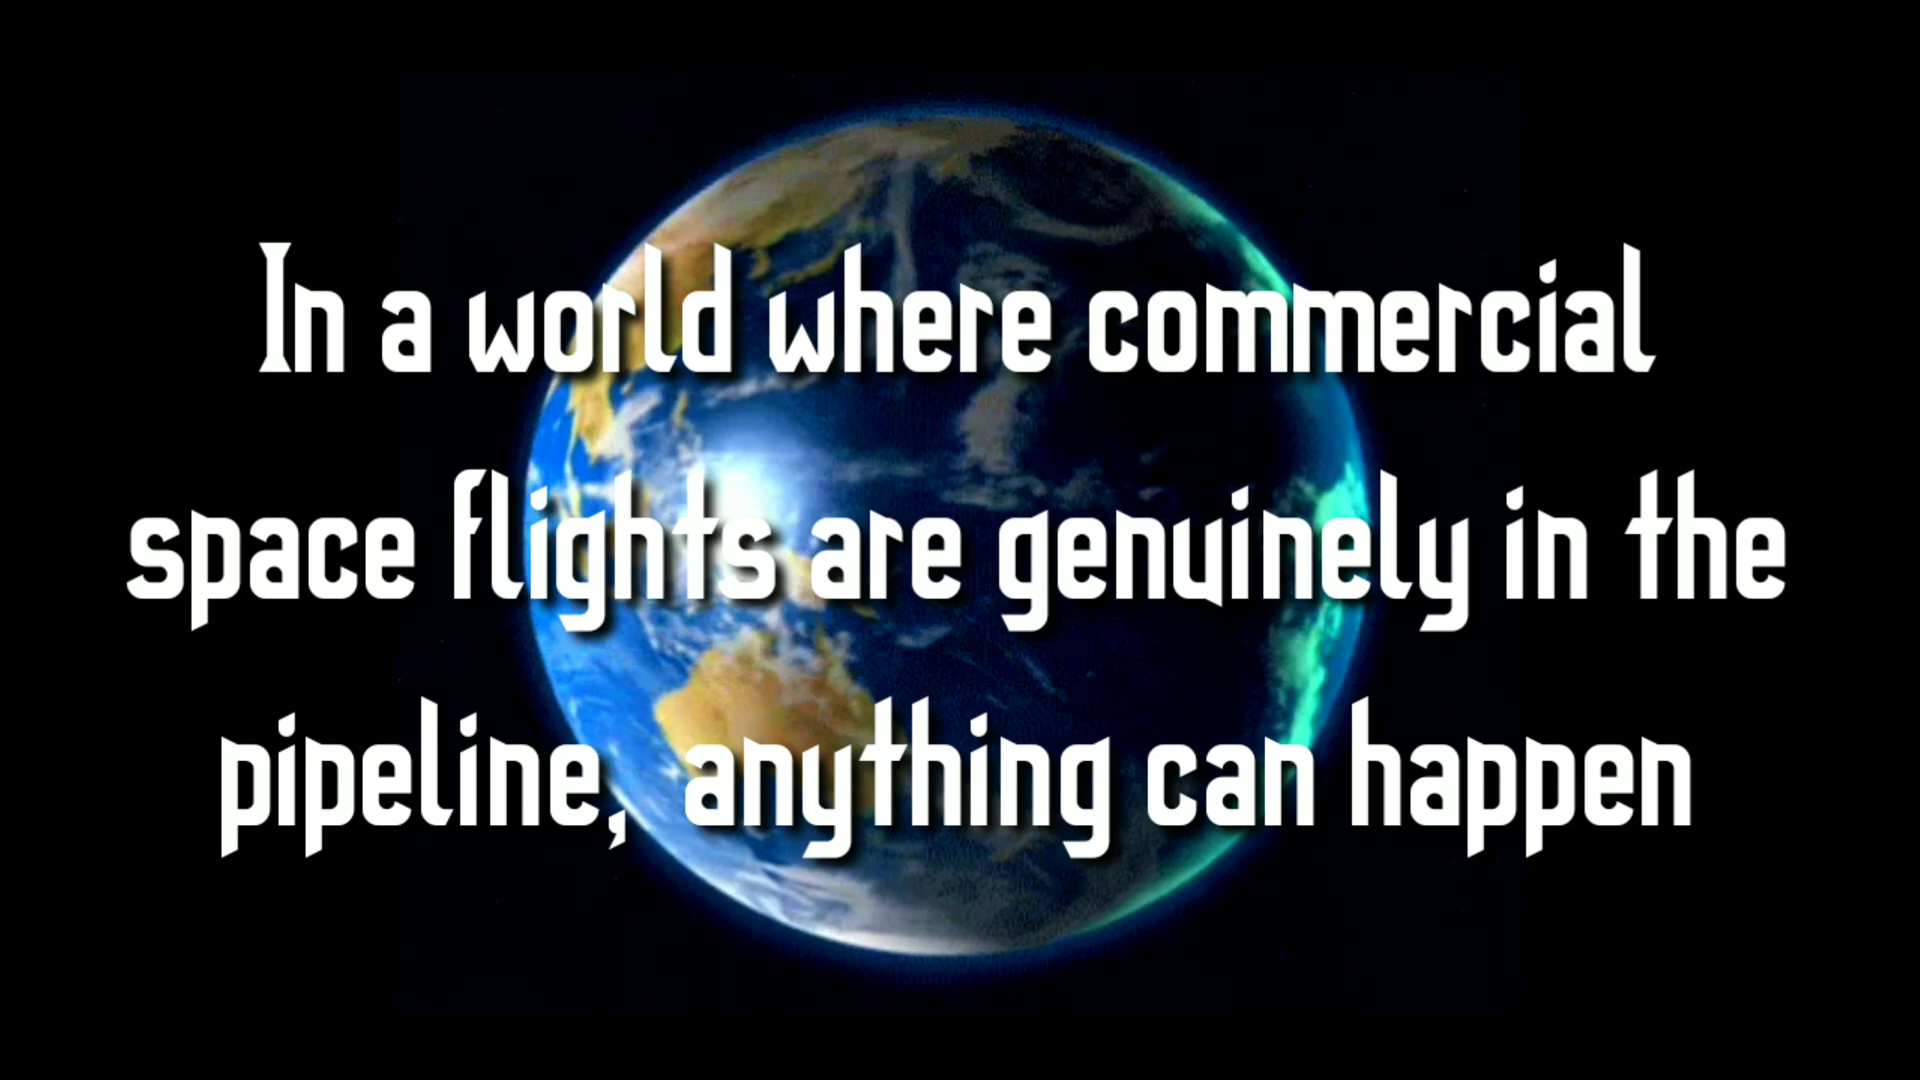 In a world where commercial
space flights are genuinely in the
pipeline, anything can happen